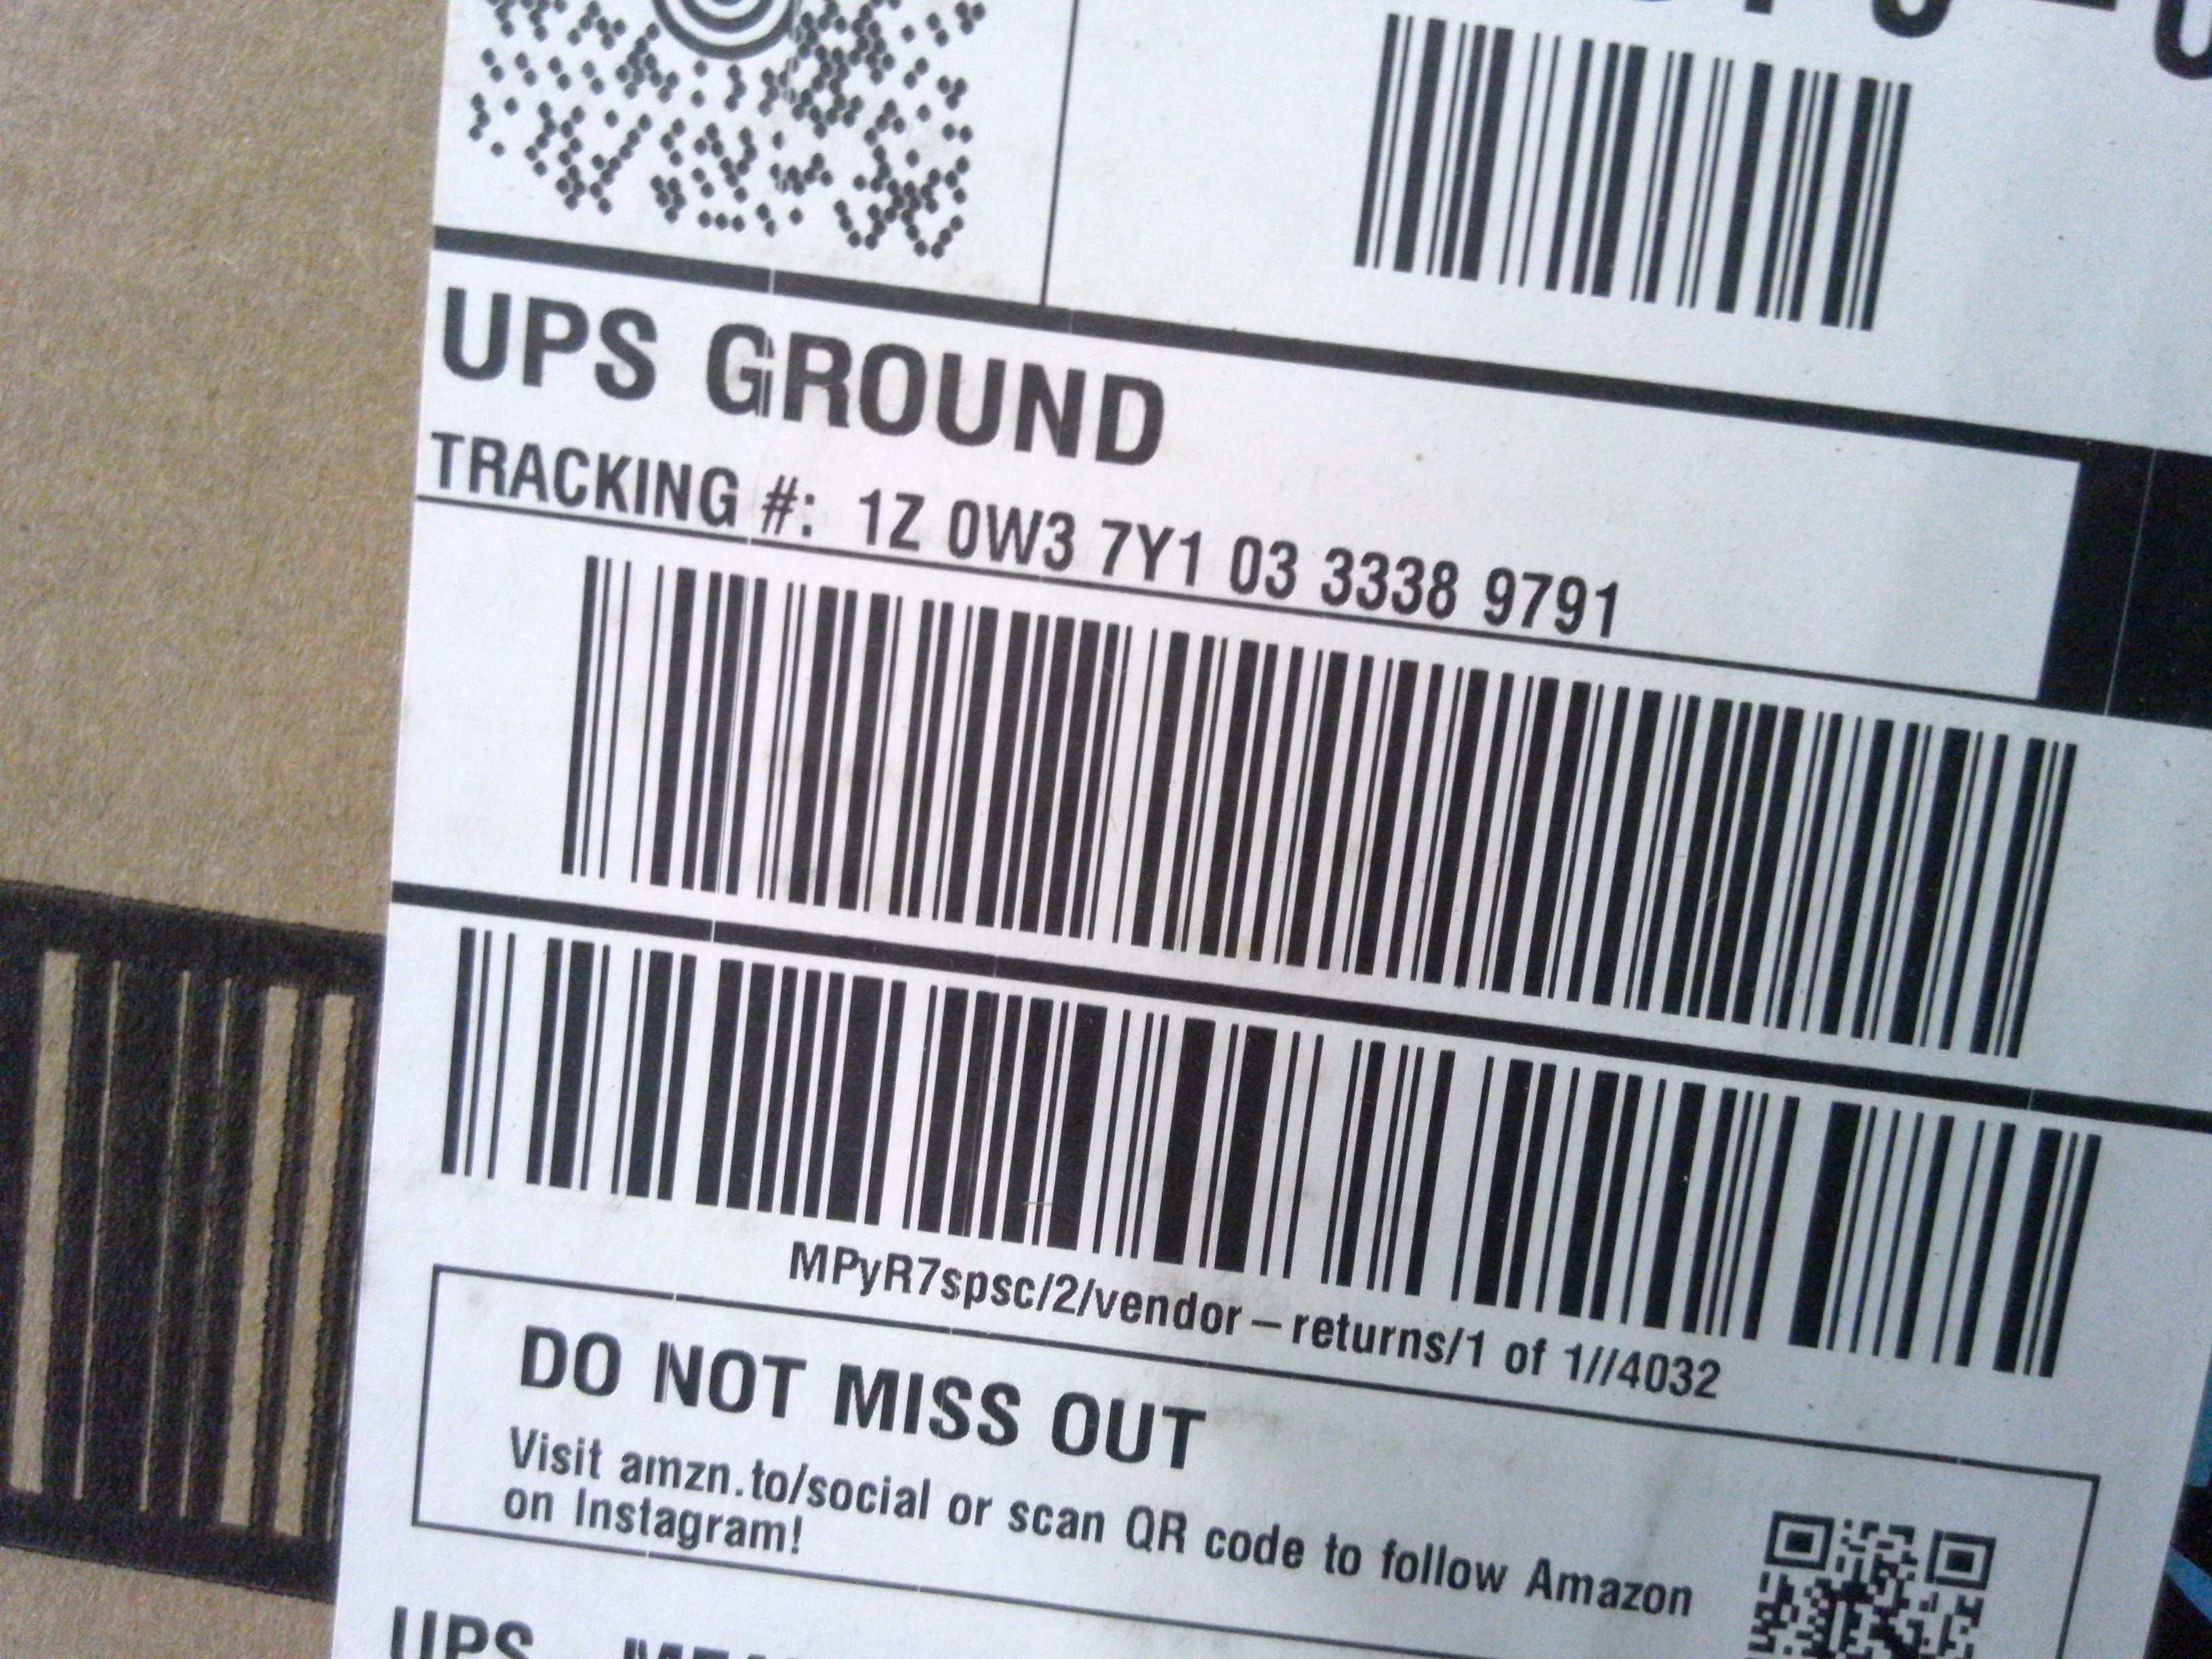 UPS GROUND
TRACKING #: 1Z 0W3 7Y1 03 3338 9791
MPyR7spsc/2/vendor–returns/1 of 1//4032
DO NOT MISS OUT
Visit amzn.to/social or scan QR code to follow Amazon
on Instagram!
UPS